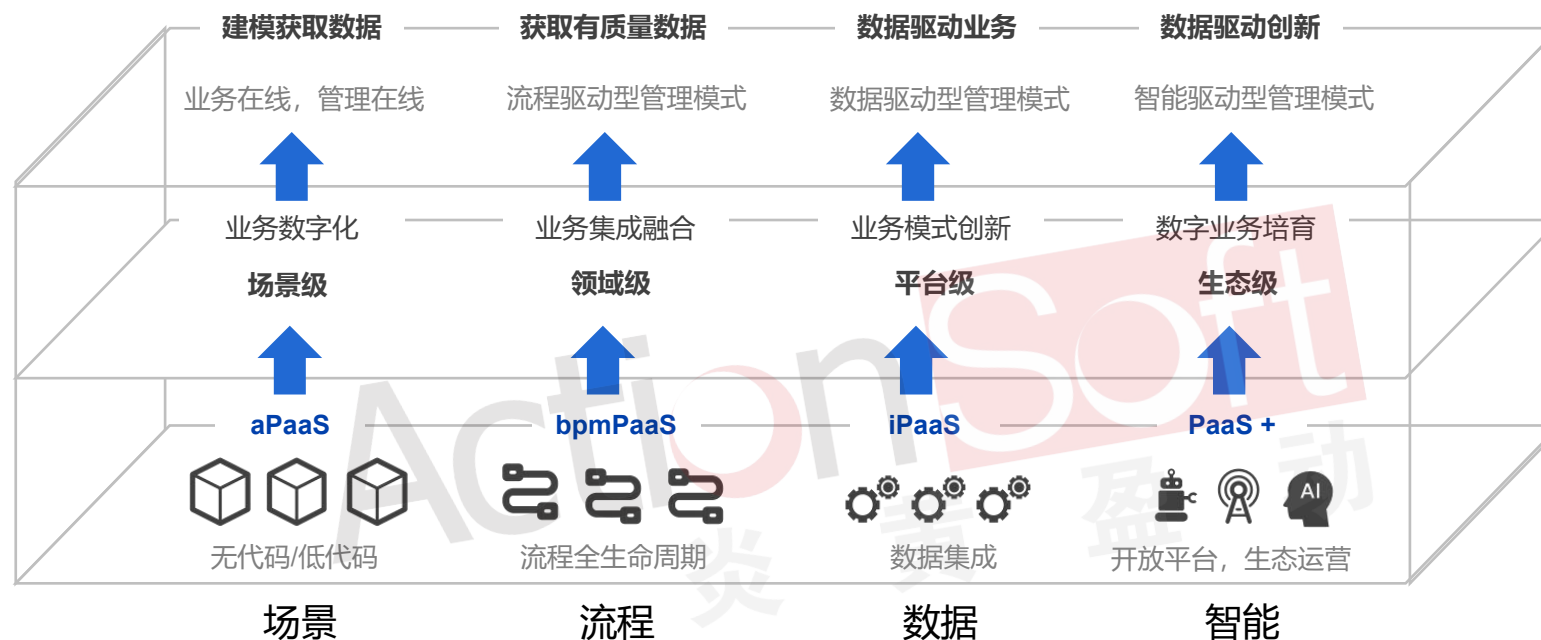 建模获取数据
获取有质量数据
数据驱动业务
数据驱动创新
业务在线，管理在线
流程驱动型管理模式
数据驱动型管理模式
智能驱动型管理模式
业务数字化
业务集成融合
业务模式创新
数字业务培育
场景级
领域级
平台级
生态级
aPaaS
bpmPaaS
iPaaS
PaaS +
AI
无代码/低代码
流程全生命周期
数据集成
开放平台，生态运营
场景
流程
数据
智能
ActionSoft
炎黄盈动